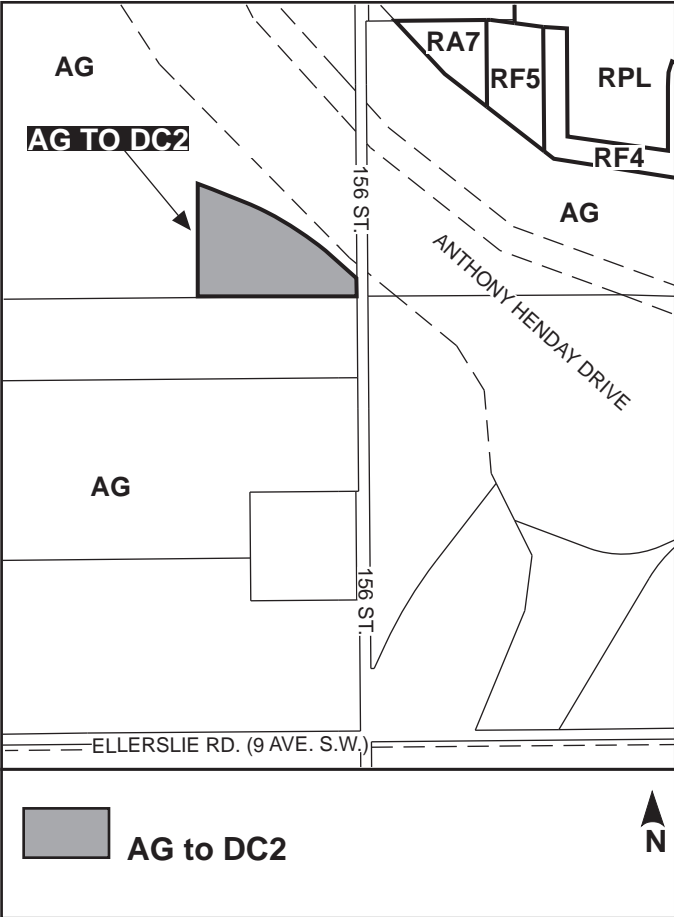 RA7
AG
RF5
RPL
AG TO DC2
RF4
156 ST.
AG
ANTHONY HENDAY DRIVE
AG
156 ST.
ELLERSLIE RD. (9 AVE. S.W.)
AG to DC2
N